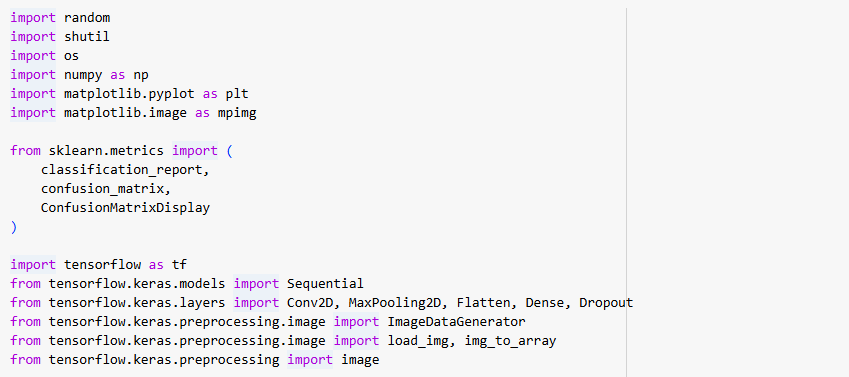 import random
import shutil
import os
import numpy as np
import matplotlib.pyplot as plt
import matplotlib.image as mpimg

from sklearn.metrics import (
    classification_report,
    confusion_matrix,
    ConfusionMatrixDisplay
)

import tensorflow as tf
from tensorflow.keras.models import Sequential
from tensorflow.keras.layers import Conv2D, MaxPooling2D, Flatten, Dense, Dropout
from tensorflow.keras.preprocessing.image import ImageDataGenerator
from tensorflow.keras.preprocessing.image import load_img, img_to_array
from tensorflow.keras.preprocessing import image